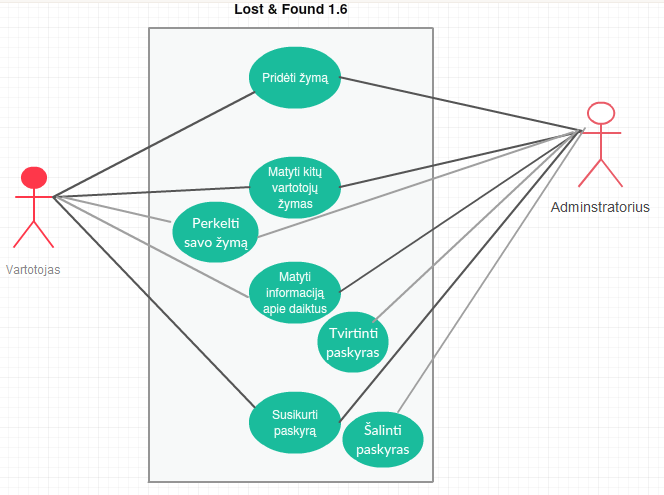 Lost & Found 1.6
Pridėti žymą
Matyti kitų
vartotojų
žymas
Perkelti
savo žymą
Matyti
informaciją
apie daiktus
Tvirtinti
paskyras
Susikurti
paskyrą
Šalinti
paskyras
Vartotojas
Adminstratorius